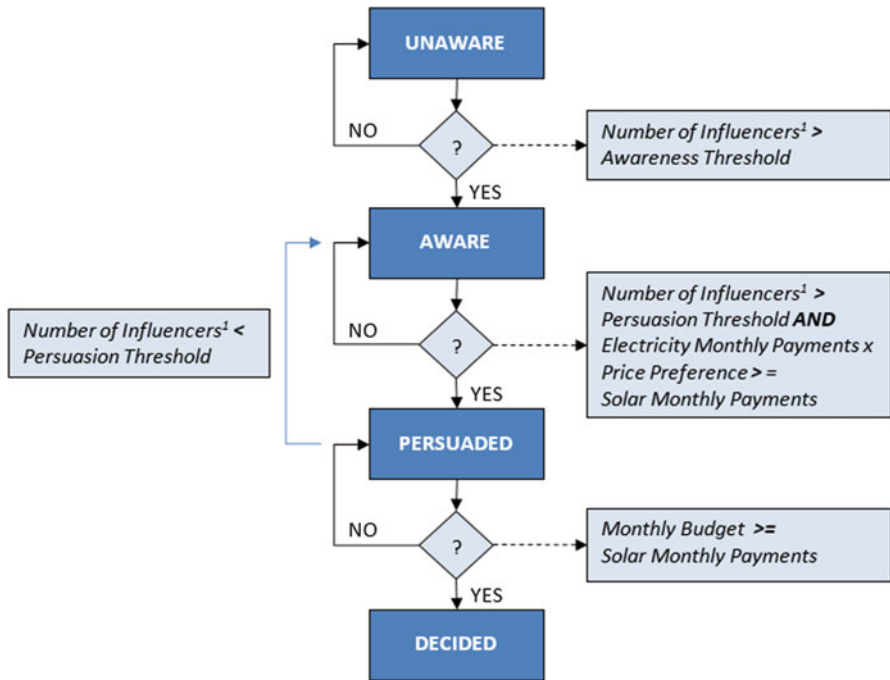 UNAWARE
NO
?
Number of Influencers¹ >
Awareness Threshold
YES
AWARE
Number of Influencers¹ <
Persuasion Threshold
NO
?
Number of Influencers¹ >
Persuasion Threshold AND
Electricity Monthly Payments x
Price Preference > =
Solar Monthly Payments
YES
PERSUADED
NO
?
Monthly Budget >=
Solar Monthly Payments
YES
DECIDED